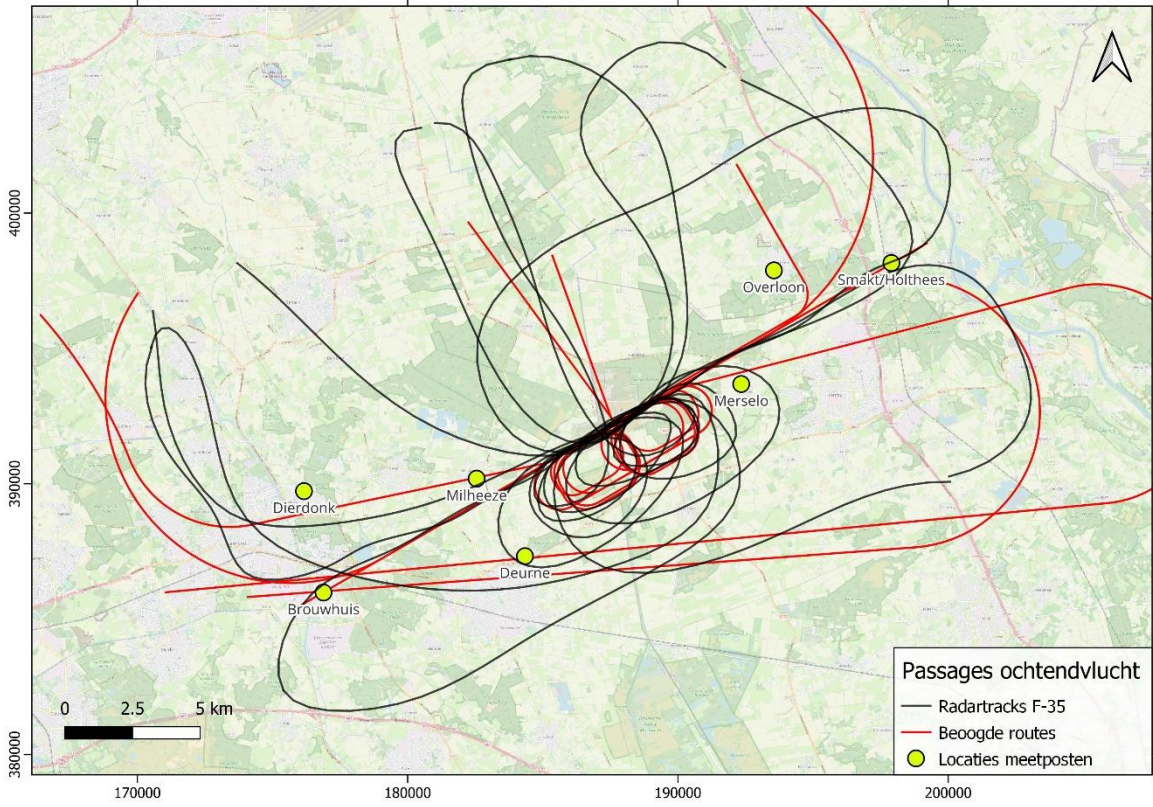 400000
390000
380000
Overloon
Smakt/Holthees
Merselo
Milheeze
Dierdonk
Deurne
Brouwhuis
0 2.5 5 km
Passages ochtendvlucht
Radartracks F-35
Beoogde routes
Locaties meetposten
170000 180000 190000 200000